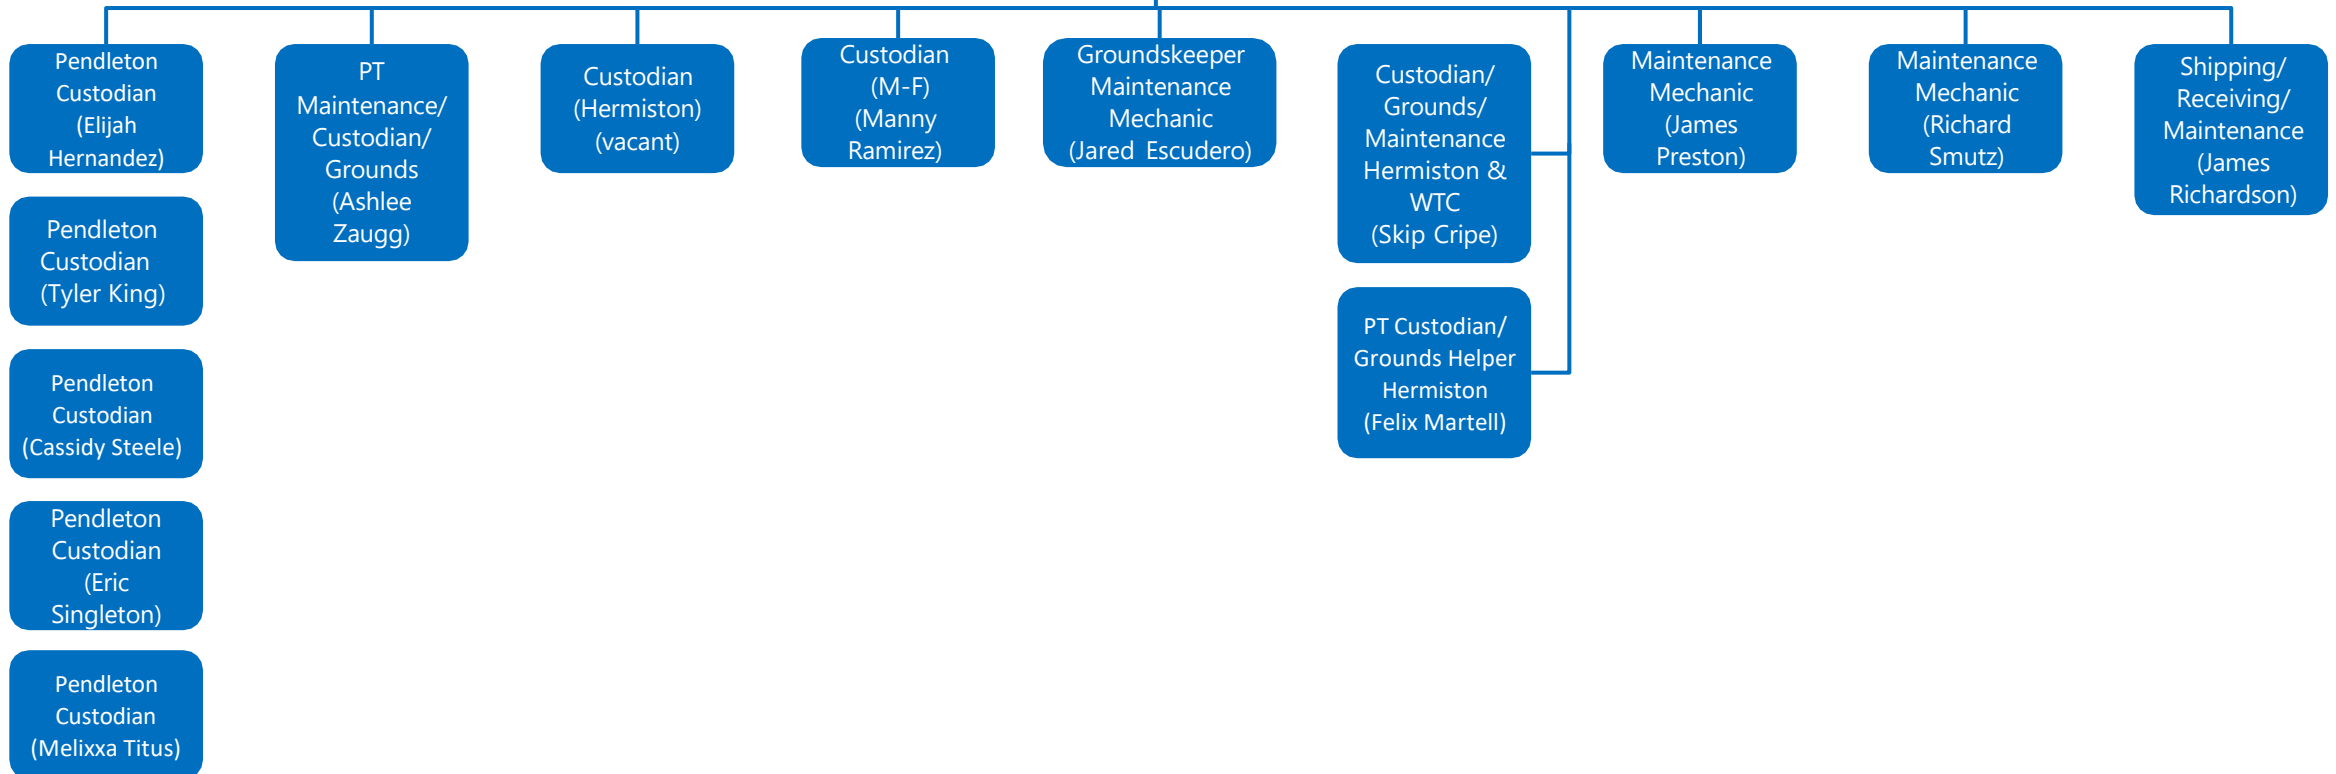 Pendleton
Custodian
(Elijah
Hernandez)
Pendleton
Custodian
(Tyler King)
Pendleton
Custodian
(Cassidy Steele)
Pendleton
Custodian
(Eric
Singleton)
Pendleton
Custodian
(Melixxa Titus)
PT
Maintenance/
Custodian/
Grounds
(Ashlee
Zaugg)
Custodian
(Hermiston)
(vacant)
Custodian
(M-F)
(Manny
Ramirez)
Groundskeeper
Maintenance
Mechanic
(Jared Escudero)
Custodian/
Grounds/
Maintenance
Hermiston &
WTC
(Skip Cripe)
PT Custodian/
Grounds Helper
Hermiston
(Felix Martell)
Maintenance
Mechanic
(James
Preston)
Maintenance
Mechanic
(Richard
Smutz)
Shipping/
Receiving/
Maintenance
(James
Richardson)